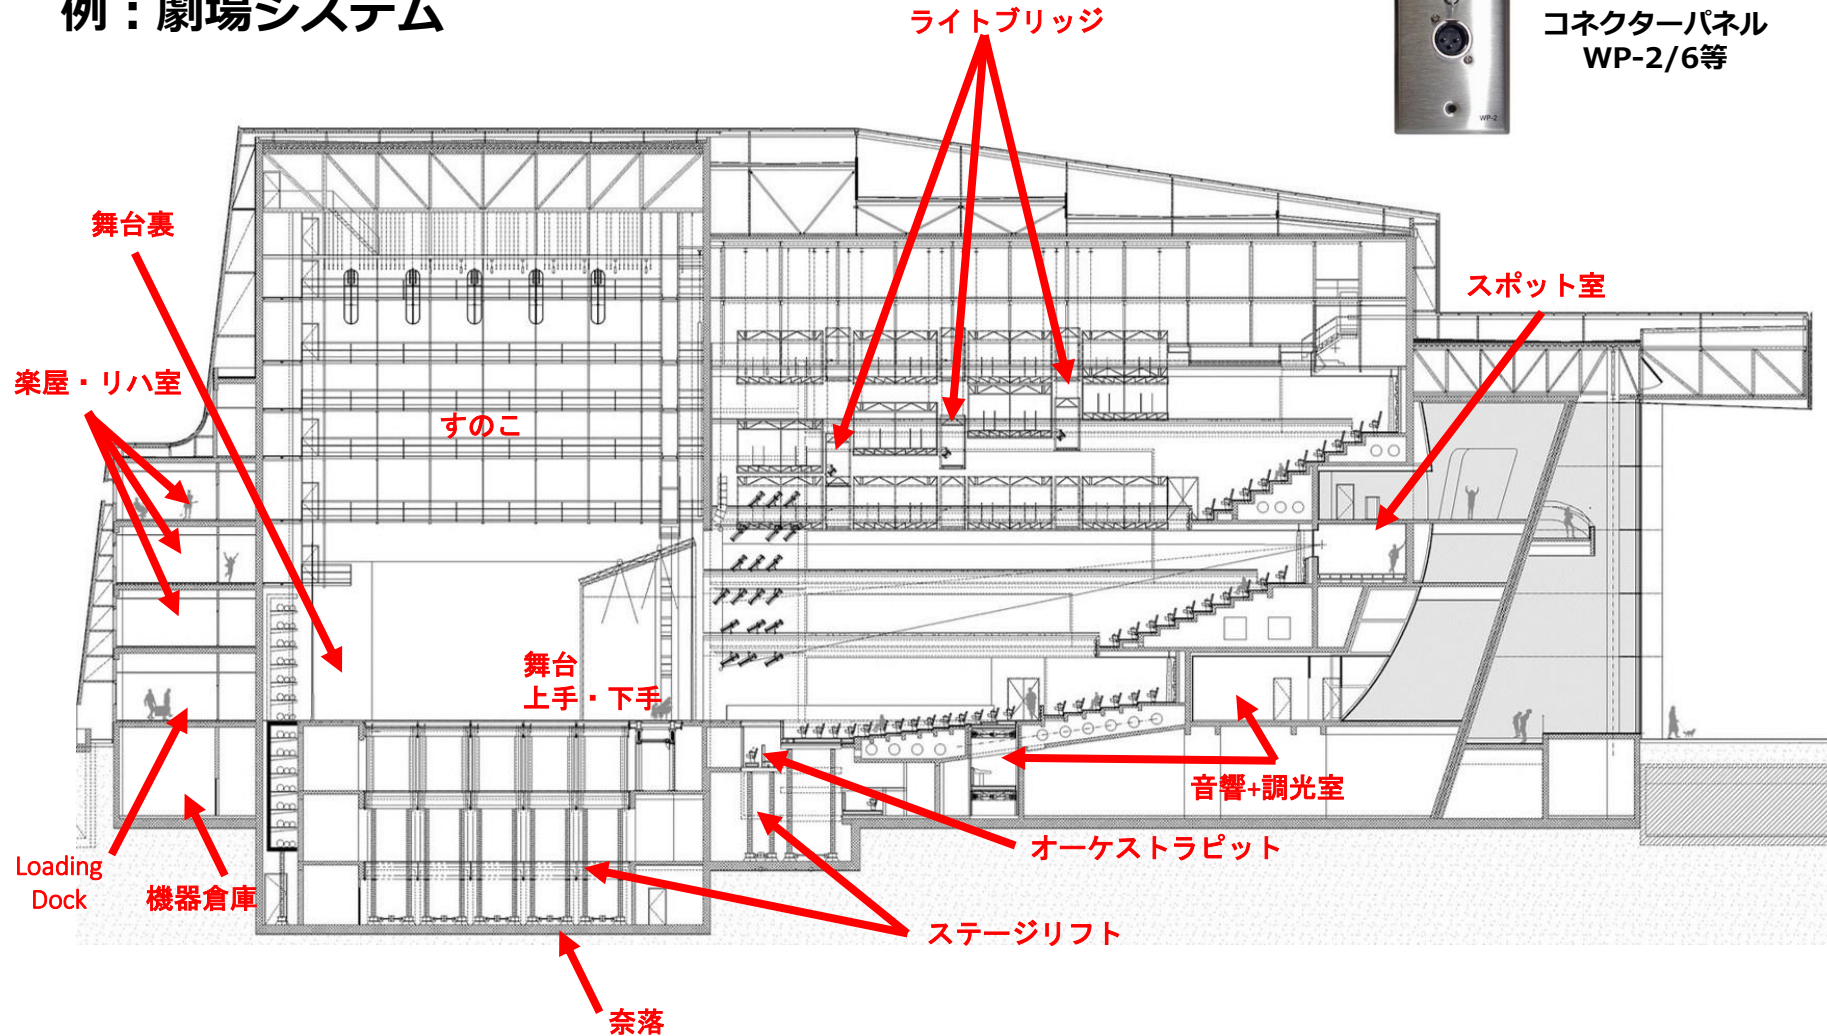 例：劇場システム
ライトブリッジ
コネクターパネル
WP-2/6等
WP-2
舞台裏
スポット室
楽屋・リハ室
すのこ
舞台
上手・下手
音響+調光室
オーケストラピット
Loading
Dock
機器倉庫
ステージリフト
奈落